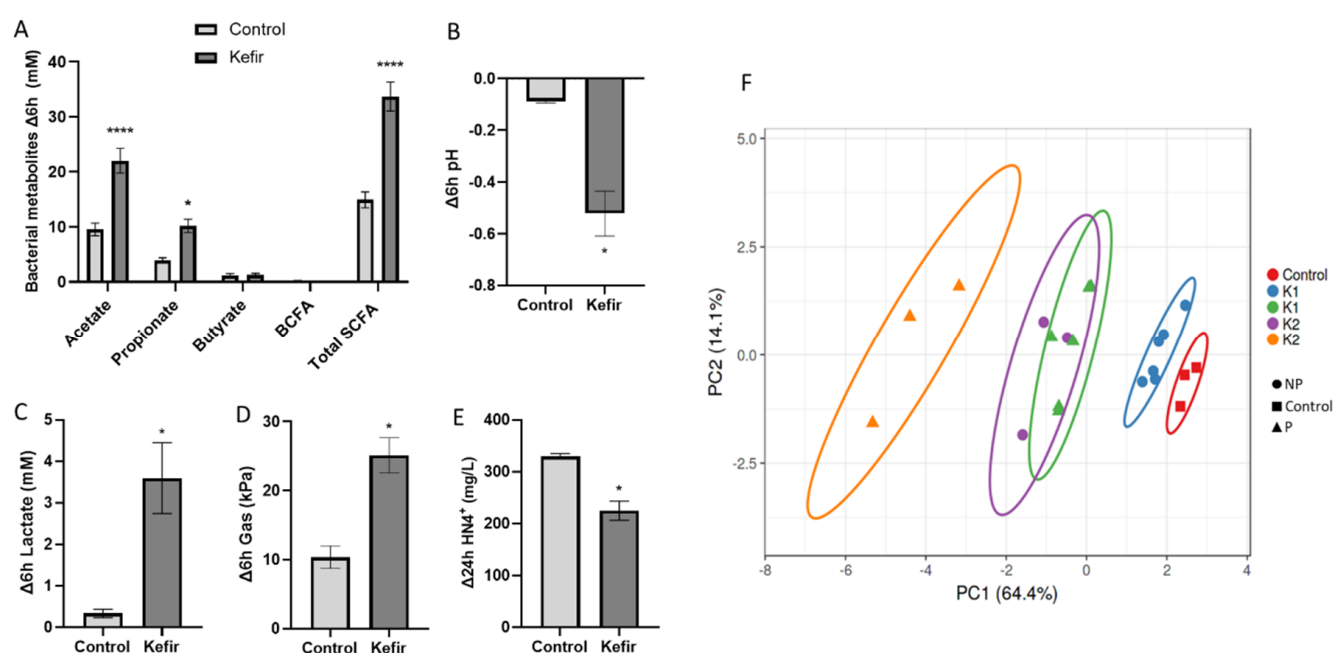 A
Control
Kefir
Bacterial metabolites Δ6h (mM)
40
30
20
10
0
****
*
****
Acetate
Propionate
Butyrate
BCFA
Total SCFA
B
Δ6h pH
0.0
-0.2
-0.4
-0.6
-0.8
*
Control
Kefir
C
Δ6h Lactate (mM)
5
4
3
2
1
0
*
Control
Kefir
D
Δ6h Gas (kPa)
30
20
10
0
*
Control
Kefir
E
Δ24h HN4⁺ (mg/L)
400
300
200
100
0
*
Control
Kefir
F
PC2 (14.1%)
5.0
2.5
0.0
-2.5
-8
-6
-4
-2
0
2
4
PC1 (64.4%)
Control
K1
K1
K2
K2
NP
Control
P